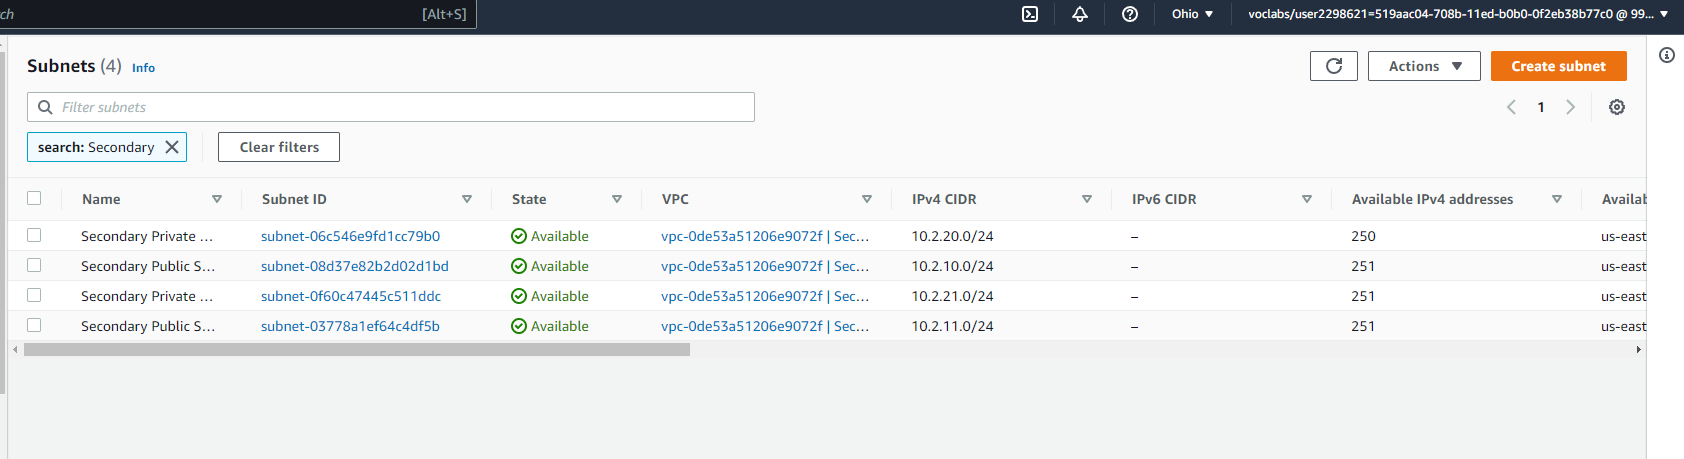 rch [Alt+S] Ohio voclabs/user2298621=519aac04-708b-11ed-b0b0-0f2eb38b77c0 @ 99...
Subnets (4) Info Actions Create subnet
Filter subnets 1
search: Secondary Clear filters
Name Subnet ID State VPC IPv4 CIDR IPv6 CIDR Available IPv4 addresses Availab
Secondary Private ... subnet-06c546e9fd1cc79b0 Available vpc-0de53a51206e9072f | Sec... 10.2.20.0/24 – 250 us-east
Secondary Public S... subnet-08d37e82b2d02d1bd Available vpc-0de53a51206e9072f | Sec... 10.2.10.0/24 – 251 us-east
Secondary Private ... subnet-0f60c47445c511ddc Available vpc-0de53a51206e9072f | Sec... 10.2.21.0/24 – 251 us-east
Secondary Public S... subnet-03778a1ef64c4df5b Available vpc-0de53a51206e9072f | Sec... 10.2.11.0/24 – 251 us-east